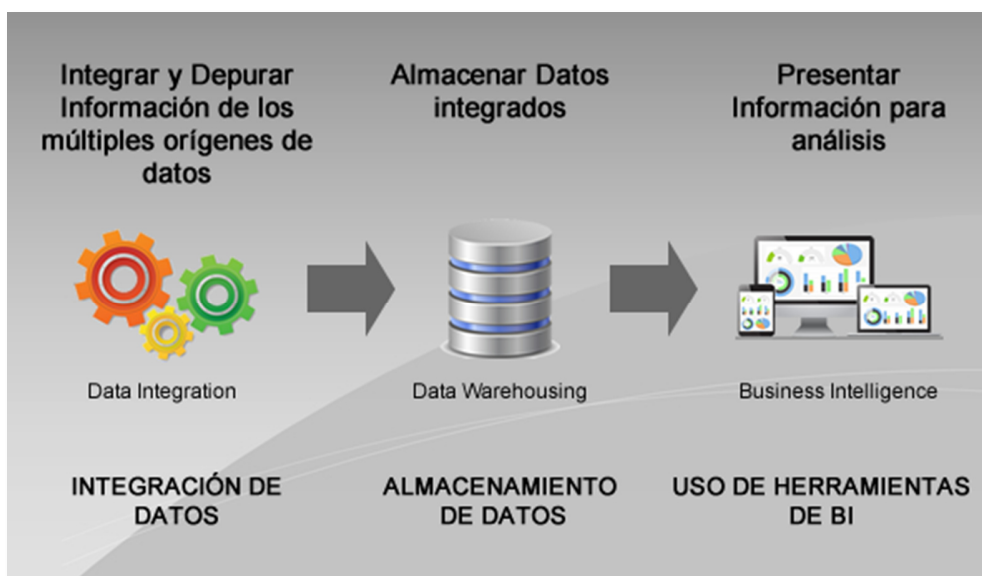 Integrar y Depurar
Información de los
múltiples orígenes de
datos
Almacenar Datos
integrados
Presentar
Información para
análisis
Data Integration
Data Warehousing
Business Intelligence
INTEGRACIÓN DE
DATOS
ALMACENAMIENTO
DE DATOS
USO DE HERRAMIENTAS
DE BI